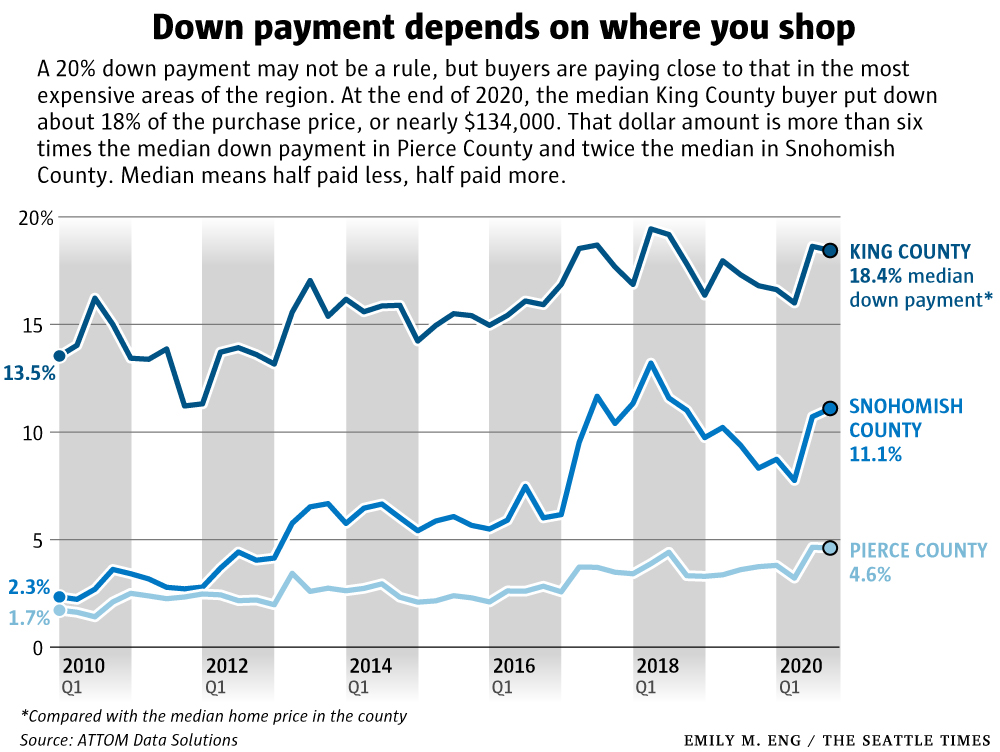 Down payment depends on where you shop
A 20% down payment may not be a rule, but buyers are paying close to that in the most
expensive areas of the region. At the end of 2020, the median King County buyer put down
about 18% of the purchase price, or nearly $134,000. That dollar amount is more than six
times the median down payment in Pierce County and twice the median in Snohomish
County. Median means half paid less, half paid more.
20%
15
10
5
0
13.5%
2.3%
1.7%
KING COUNTY
18.4% median
down payment*
SNOHOMISH
COUNTY
11.1%
PIERCE COUNTY
4.6%
2010 2012 2014 2016 2018 2020
Q1 Q1 Q1 Q1 Q1 Q1
*Compared with the median home price in the county
Source: ATTOM Data Solutions
EMILY M. ENG / THE SEATTLE TIMES